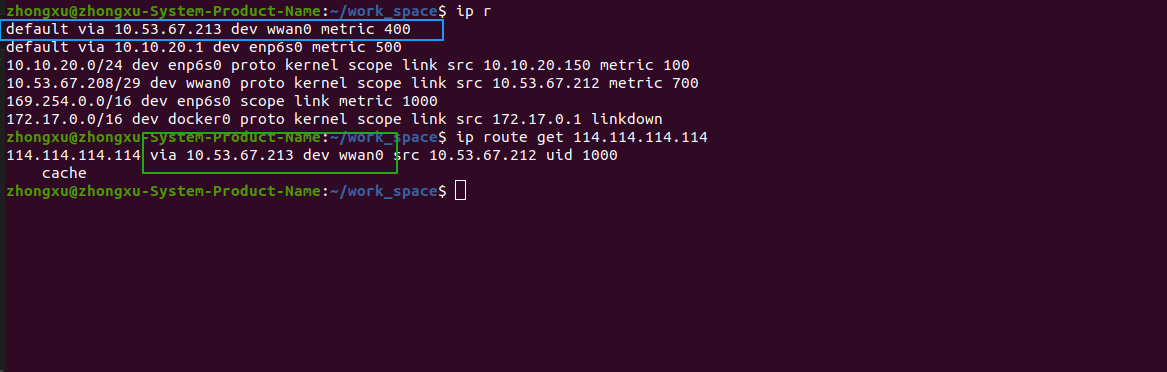 zhongxu@zhongxu-System-Product-Name:~/work_space$ ip r
default via 10.53.67.213 dev wwan0 metric 400
default via 10.10.20.1 dev enp6s0 metric 500
10.10.20.0/24 dev enp6s0 proto kernel scope link src 10.10.20.150 metric 100
10.53.67.208/29 dev wwan0 proto kernel scope link src 10.53.67.212 metric 700
169.254.0.0/16 dev enp6s0 scope link metric 1000
172.17.0.0/16 dev docker0 proto kernel scope link src 172.17.0.1 linkdown
zhongxu@zhongxu-System-Product-Name:~/work_space$ ip route get 114.114.114.114
114.114.114.114 via 10.53.67.213 dev wwan0 src 10.53.67.212 uid 1000
    cache
zhongxu@zhongxu-System-Product-Name:~/work_space$